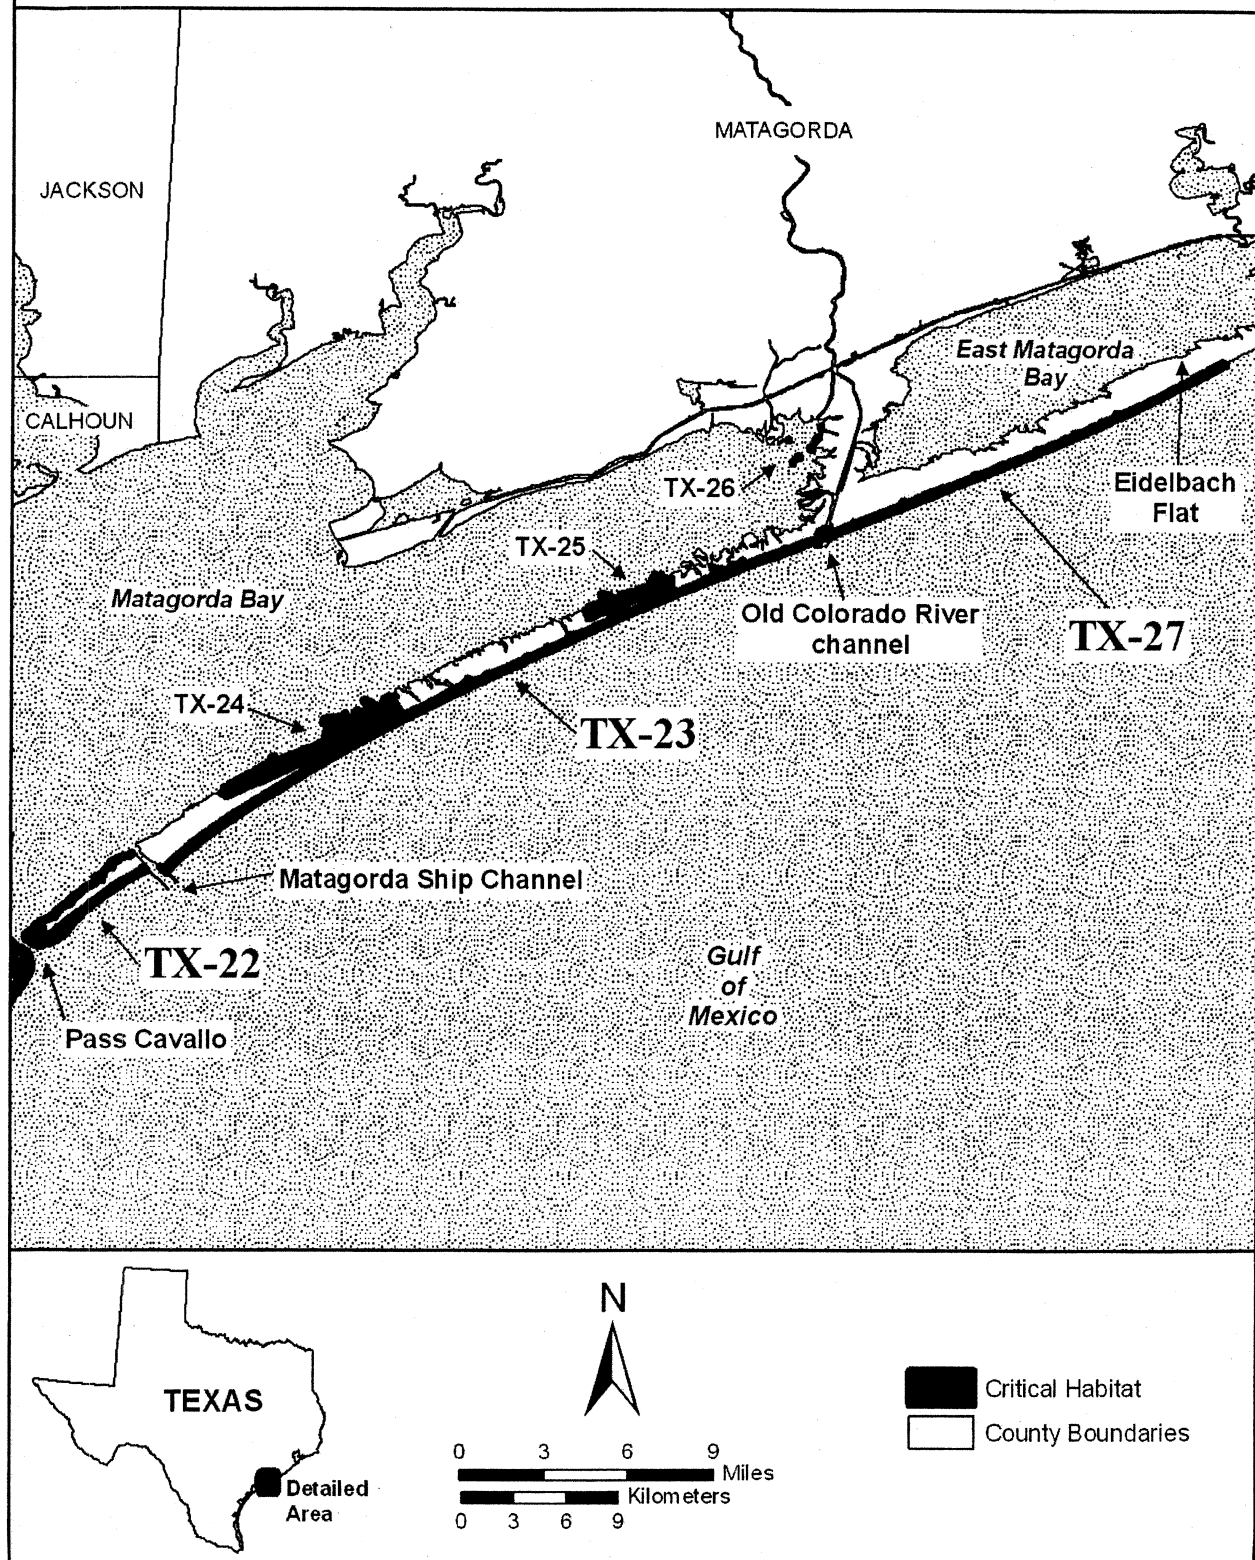 MATAGORDA
JACKSON
East Matagorda
Bay
CALHOUN
TX-26
Eidelbach
Flat
TX-25
Matagorda Bay
Old Colorado River
channel
TX-27
TX-24
TX-23
Matagorda Ship Channel
TX-22
Gulf
of
Mexico
Pass Cavallo
N
TEXAS
Detailed
Area
0 3 6 9
Miles
Kilometers
0 3 6 9
Critical Habitat
County Boundaries